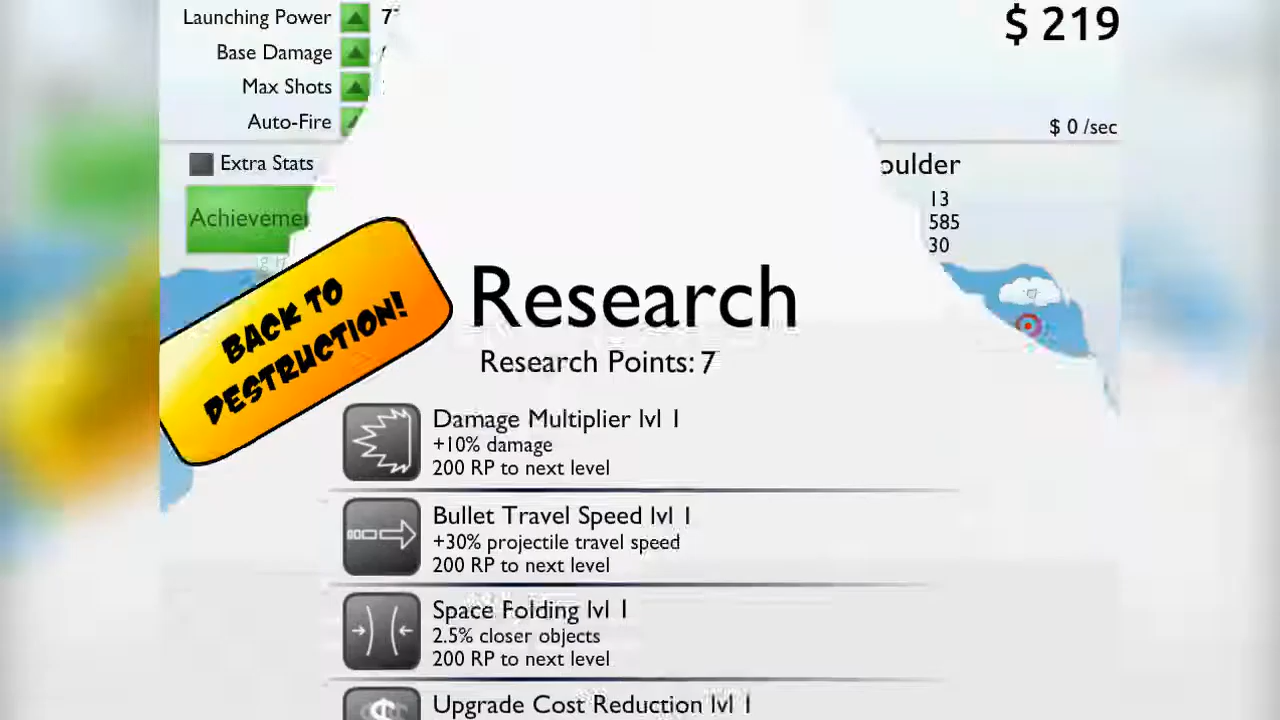 Launching Power
$ 219
Base Damage
Max Shots
Auto-Fire
$ 0 /sec
Extra Stats
oulder
13
Achieveme
585
30
BACK TO
DESTRUCTION!
Research
Research Points: 7
Damage Multiplier lvl 1
+10% damage
200 RP to next level
Bullet Travel Speed lvl 1
+30% projectile travel speed
200 RP to next level
Space Folding lvl 1
2.5% closer objects
200 RP to next level
Upgrade Cost Reduction lvl 1